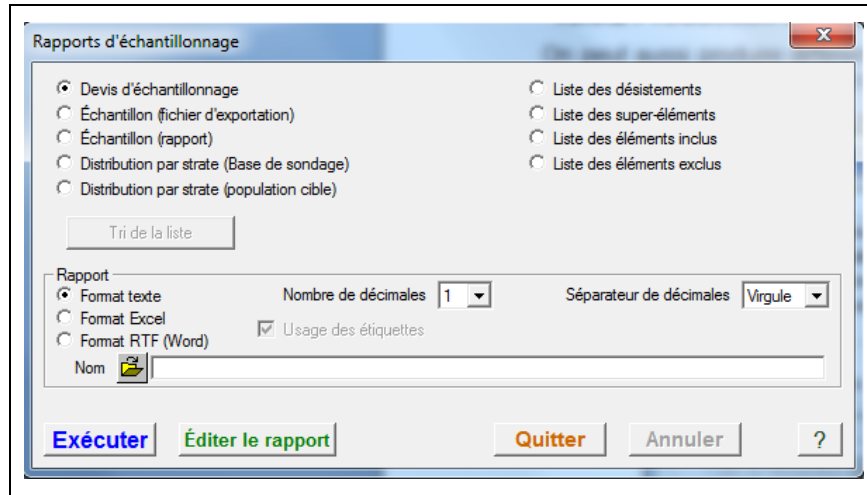 Rapports d'échantillonnage
Devis d'échantillonnage
Échantillon (fichier d'exportation)
Échantillon (rapport)
Distribution par strate (Base de sondage)
Distribution par strate (population cible)
Liste des désistements
Liste des super-éléments
Liste des éléments inclus
Liste des éléments exclus
Tri de la liste
Rapport
Format texte
Format Excel
Format RTF (Word)
Nombre de décimales 1
Séparateur de décimales Virgule
Usage des étiquettes
Nom
Exécuter Éditer le rapport Quitter Annuler ?